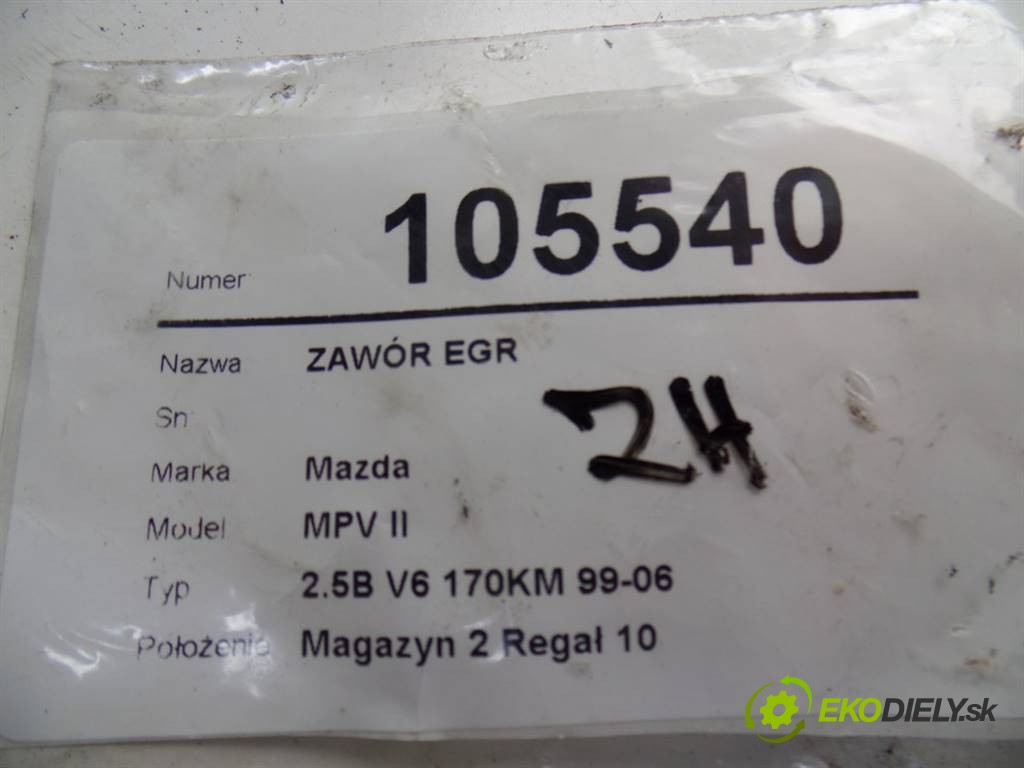 Numer 105540
Nazwa ZAWÓR EGR
Sn
24
Marka Mazda
Model MPV II
Typ 2.5B V6 170KM 99-06
Położenie Magazyn 2 Regał 10
EKODIELY.sk